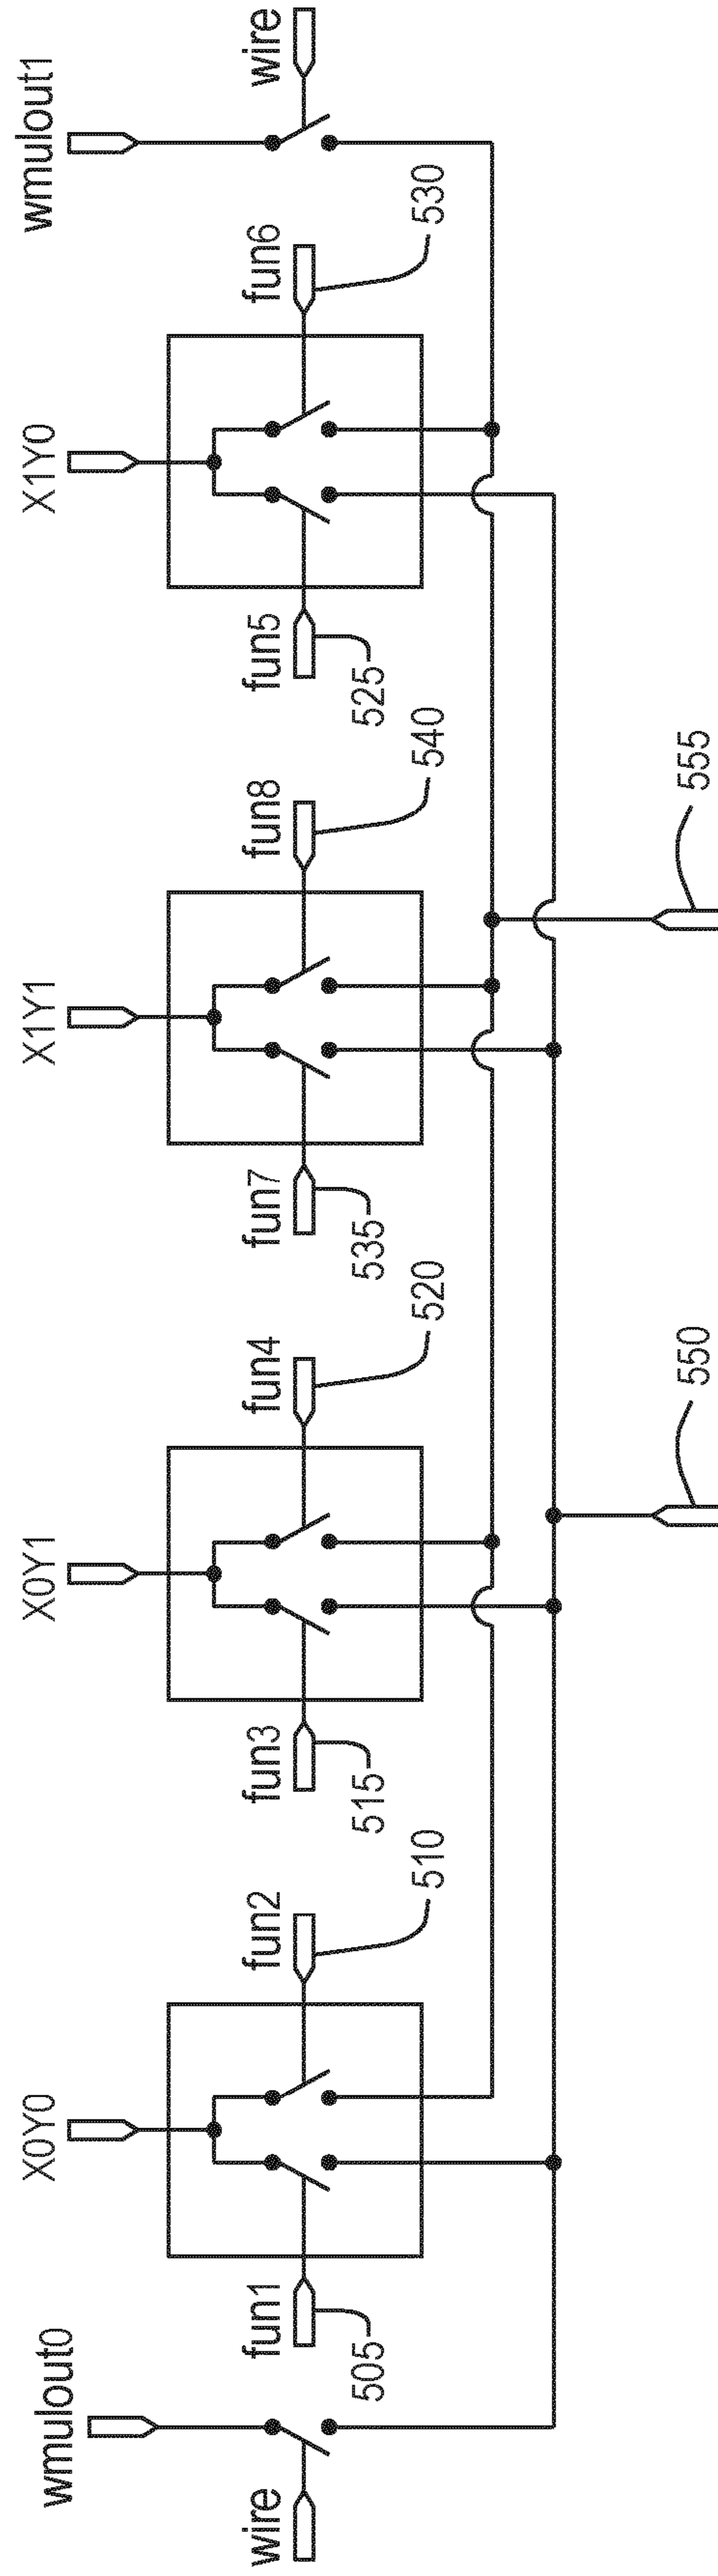 wmulout0
X0Y0
X0Y1
X1Y1
X1Y0
wmulout1
wire
fun1
fun2
fun3
fun4
fun7
fun8
fun5
fun6
wire
505
510
515
520
535
540
525
530
550
555